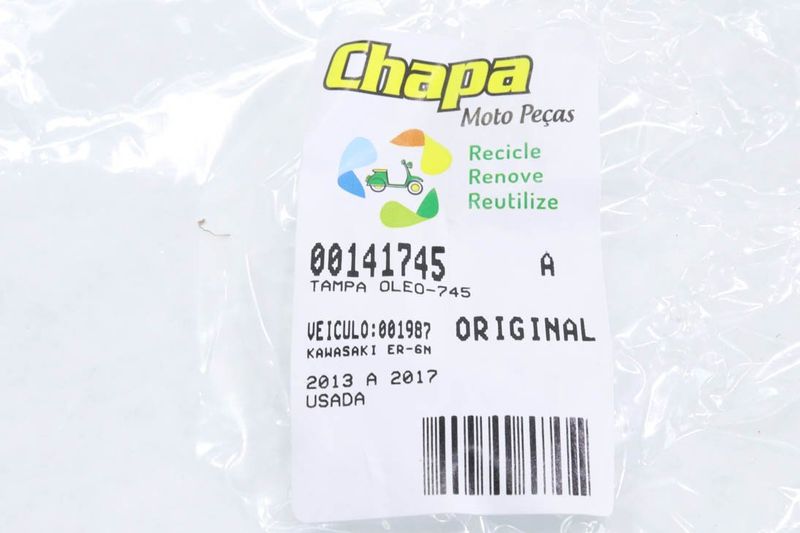 Chapa
Moto Peças
Recicle
Renove
Reutilize
00141745 A
TAMPA OLEO-745
VEICULO:001987 ORIGINAL
KAWASAKI ER-6N
2013 A 2017
USADA